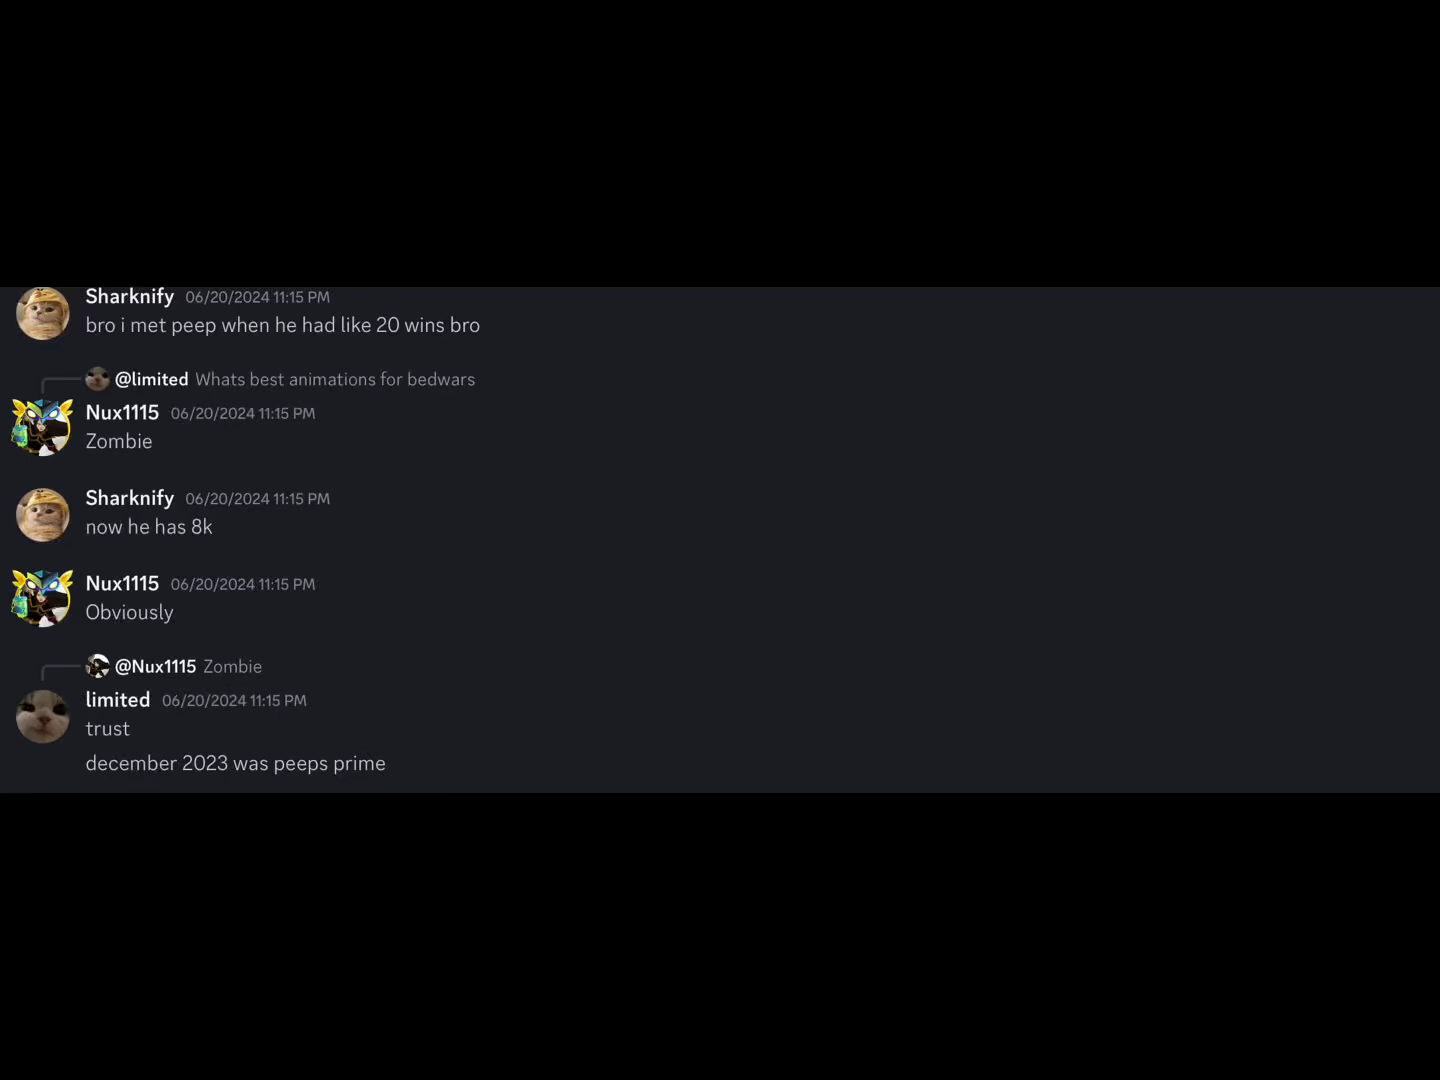 Sharknify 06/20/2024 11:15 PM
bro i met peep when he had like 20 wins bro
@limited Whats best animations for bedwars
Nux1115 06/20/2024 11:15 PM
Zombie
Sharknify 06/20/2024 11:15 PM
now he has 8k
Nux1115 06/20/2024 11:15 PM
Obviously
@Nux1115 Zombie
limited 06/20/2024 11:15 PM
trust
december 2023 was peeps prime